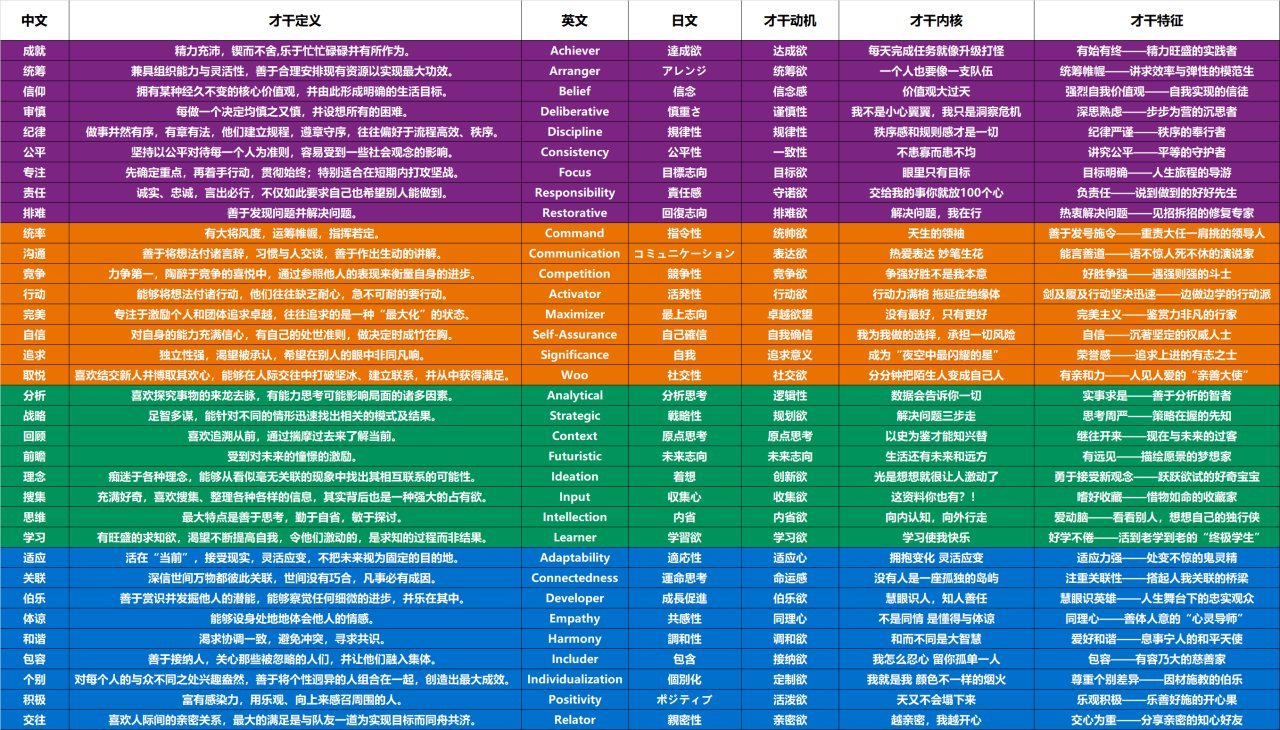 中文 才干定义 英文 日文 才干动机 才干内核 才干特征
成就 精力充沛，锲而不舍,乐于忙忙碌碌并有所作为。 Achiever 達成欲 达成欲 每天完成任务就像升级打怪 有始有终——精力旺盛的实践者
统筹 兼具组织能力与灵活性，善于合理安排现有资源以实现最大功效。 Arranger アレンジ 统筹欲 一个人也要像一支队伍 统筹帷幄——讲求效率与弹性的模范生
信仰 拥有某种经久不变的核心价值观，并由此形成明确的生活目标。 Belief 信念 信念感 价值观大过天 强烈自我价值观——自我实现的信徒
审慎 每做一个决定均慎之又慎，并设想所有的困难。 Deliberative 慎重さ 谨慎性 我不是小心翼翼，我只是洞察危机 深思熟虑——步步为营的沉思者
纪律 做事井然有序，有章有法，他们建立规程，遵章守序，往往偏好于流程高效、秩序。 Discipline 規律性 规律性 秩序感和规则感才是一切 纪律严谨——秩序的奉行者
公平 坚持以公平对待每一个人为准则，容易受到一些社会观念的影响。 Consistency 公平性 一致性 不患寡而患不均 讲究公平——平等的守护者
专注 先确定重点，再着手行动，贯彻始终；特别适合在短期内打攻坚战。 Focus 目標志向 目标欲 眼里只有目标 目标明确——人生旅程的导游
责任 诚实、忠诚，言出必行，不仅如此要求自己也希望别人能做到。 Responsibility 責任感 守诺欲 交给我的事你就放100个心 负责任——说到做到的好好先生
排难 善于发现问题并解决问题。 Restorative 回復志向 排难欲 解决问题，我在行 热衷解决问题——见招拆招的修复专家
统率 有大将风度，运筹帷幄，指挥若定。 Command 指令性 统帅欲 天生的领袖 善于发号施令——重责大任一肩挑的领导人
沟通 善于将想法付诸言辞，习惯与人交谈，善于作出生动的讲解。 Communication コミュニケーション 表达欲 热爱表达 妙笔生花 能言善道——语不惊人死不休的演说家
竞争 力争第一，陶醉于竞争的喜悦中，通过参照他人的表现来衡量自身的进步。 Competition 競争性 竞争欲 争强好胜不是我本意 好胜争强——遇强则强的斗士
行动 能够将想法付诸行动，他们往往缺乏耐心，急不可耐的要行动。 Activator 活発性 行动欲 行动力满格 拖延症绝缘体 剑及履及行动坚决迅速——边做边学的行动派
完美 专注于激励个人和团体追求卓越，往往追求的是一种“最大化”的状态。 Maximizer 最上志向 卓越欲望 没有最好，只有更好 完美主义——鉴赏力非凡的行家
自信 对自身的能力充满信心，有自己的处世准则，做决定时成竹在胸。 Self-Assurance 自己確信 自我确信 我为我做的选择，承担一切风险 自信——沉著坚定的权威人士
追求 独立性强，渴望被承认，希望在别人的眼中非同凡响。 Significance 自我 追求意义 成为“夜空中最闪耀的星” 荣誉感——追求上进的有志之士
取悦 喜欢结交新人并博取其欢心，能够在人际交往中打破坚冰、建立联系，并从中获得满足。 Woo 社交性 社交欲 分分钟把陌生人变成自己人 有亲和力——人见人爱的“亲善大使”
分析 喜欢探究事物的来龙去脉，有能力思考可能影响局面的诸多因素。 Analytical 分析思考 逻辑性 数据会告诉你一切 实事求是——善于分析的智者
战略 足智多谋，能针对不同的情形迅速找出相关的模式及结果。 Strategic 戦略性 规划欲 解决问题三步走 思考周严——策略在握的先知
回顾 喜欢追溯从前，通过揣摩过去来了解当前。 Context 原点思考 原点思考 以史为鉴才能知兴替 继往开来——现在与未来的过客
前瞻 受到对未来的憧憬的激励。 Futuristic 未来志向 未来志向 生活还有未来和远方 有远见——描绘愿景的梦想家
理念 痴迷于各种理念，能够从看似毫无关联的现象中找出其相互联系的可能性。 Ideation 着想 创新欲 光是想想就很让人激动了 勇于接受新观念——跃跃欲试的好奇宝宝
搜集 充满好奇，喜欢搜集、整理各种各样的信息，其实背后也是一种强大的占有欲。 Input 収集心 收集欲 这资料你也有？！ 嗜好收藏——惜物如命的收藏家
思维 最大特点是善于思考，勤于自省，敏于探讨。 Intellection 内省 内省欲 向内认知，向外行走 爱动脑——看看别人，想想自己的独行侠
学习 有旺盛的求知欲，渴望不断提高自我，令他们激动的，是求知的过程而非结果。 Learner 学習欲 学习欲 学习使我快乐 好学不倦——活到老学到老的“终极学生”
适应 活在“当前”，接受现实，灵活应变，不把未来视为固定的目的地。 Adaptability 適応性 适应心 拥抱变化 灵活应变 适应力强——处变不惊的鬼灵精
关联 深信世间万物都彼此关联，世间没有巧合，凡事必有成因。 Connectedness 運命思考 命运感 没有人是一座孤独的岛屿 注重关联性——搭起人我关联的桥梁
伯乐 善于赏识并发掘他人的潜能，能够察觉任何细微的进步，并乐在其中。 Developer 成長促進 伯乐欲 慧眼识人，知人善任 慧眼识英雄——人生舞台下的忠实观众
体谅 能够设身处地地体会他人的情感。 Empathy 共感性 同理心 不是同情 是懂得与体谅 同理心——善体人意的“心灵导师”
和谐 渴求协调一致，避免冲突，寻求共识。 Harmony 調和性 调和欲 和而不同是大智慧 爱好和谐——息事宁人的和平天使
包容 善于接纳人，关心那些被忽略的人们，并让他们融入集体。 Includer 包含 接纳欲 我怎么忍心 留你孤单一人 包容——有容乃大的慈善家
个别 对每个人的与众不同之处兴趣盎然，善于将个性迥异的人组合在一起，创造出最大成效。 Individualization 個別化 定制欲 我就是我 颜色不一样的烟火 尊重个别差异——因材施教的伯乐
积极 富有感染力，用乐观、向上来感召周围的人。 Positivity ポジティブ 活泼欲 天又不会塌下来 乐观积极——乐善好施的开心果
交往 喜欢人际间的亲密关系，最大的满足是与队友一道为实现目标而同舟共济。 Relator 親密性 亲密欲 越亲密，我越开心 交心为重——分享亲密的知心好友